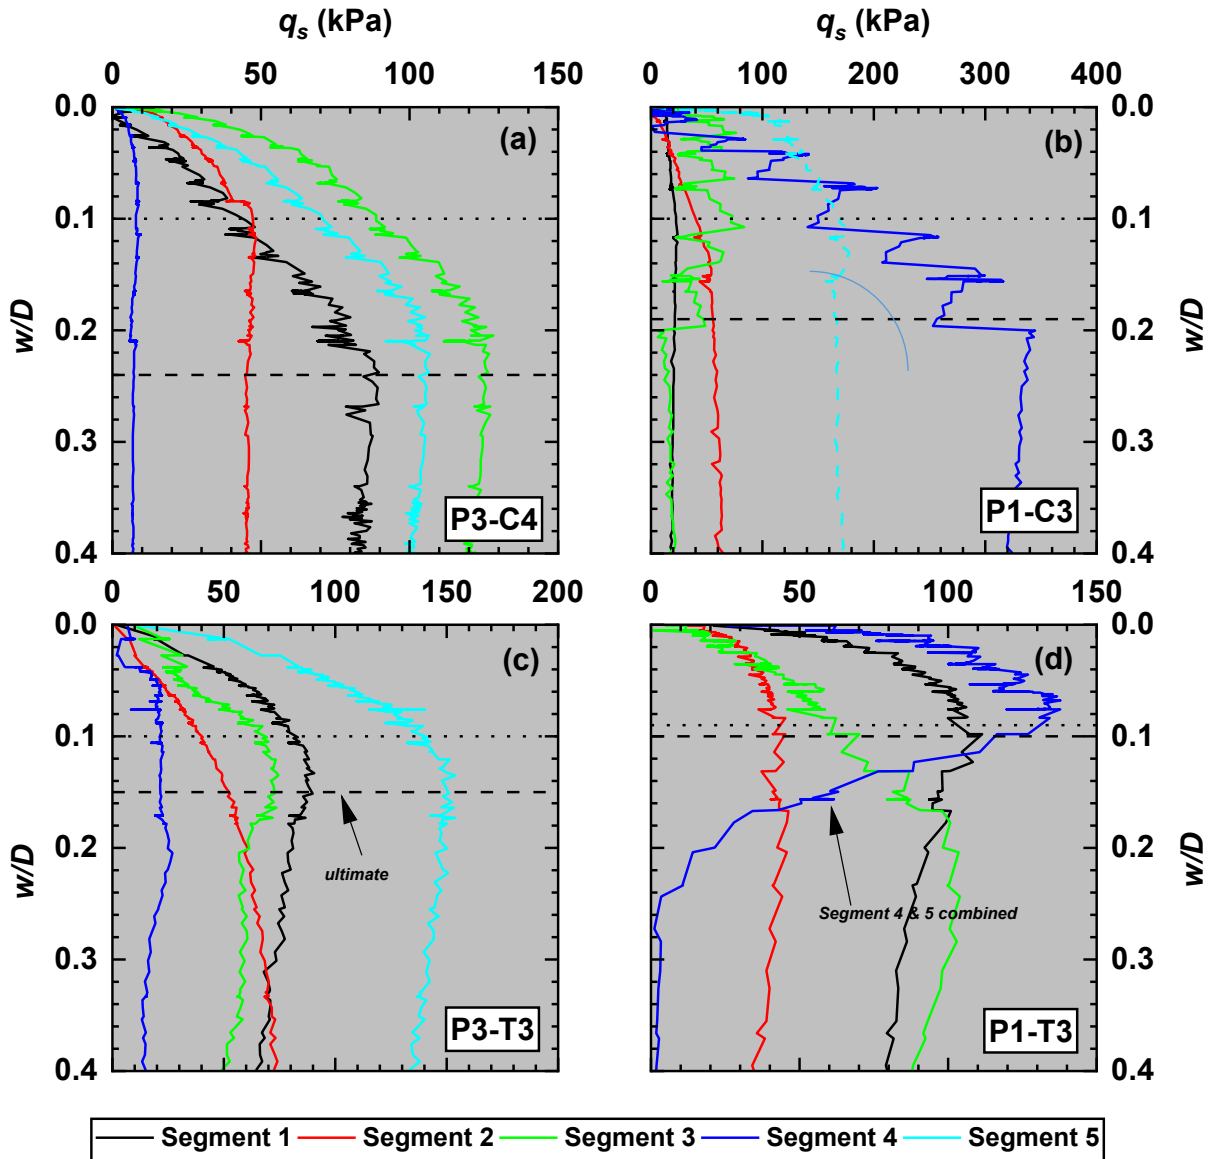 qs (kPa) qs (kPa)
0 50 100 150 0 100 200 300 400
0.0 0.0
(a) (b)
0.1 0.1
w/D 0.2 0.2 w/D
0.3 0.3
P3-C4 P1-C3
0.4 0.4
0 50 100 150 200 0 50 100 150
0.0 0.0
(c) (d)
0.1 0.1
w/D 0.2 0.2 w/D
ultimate
Segment 4 & 5 combined
0.3 0.3
P3-T3 P1-T3
0.4 0.4
Segment 1 Segment 2 Segment 3 Segment 4 Segment 5